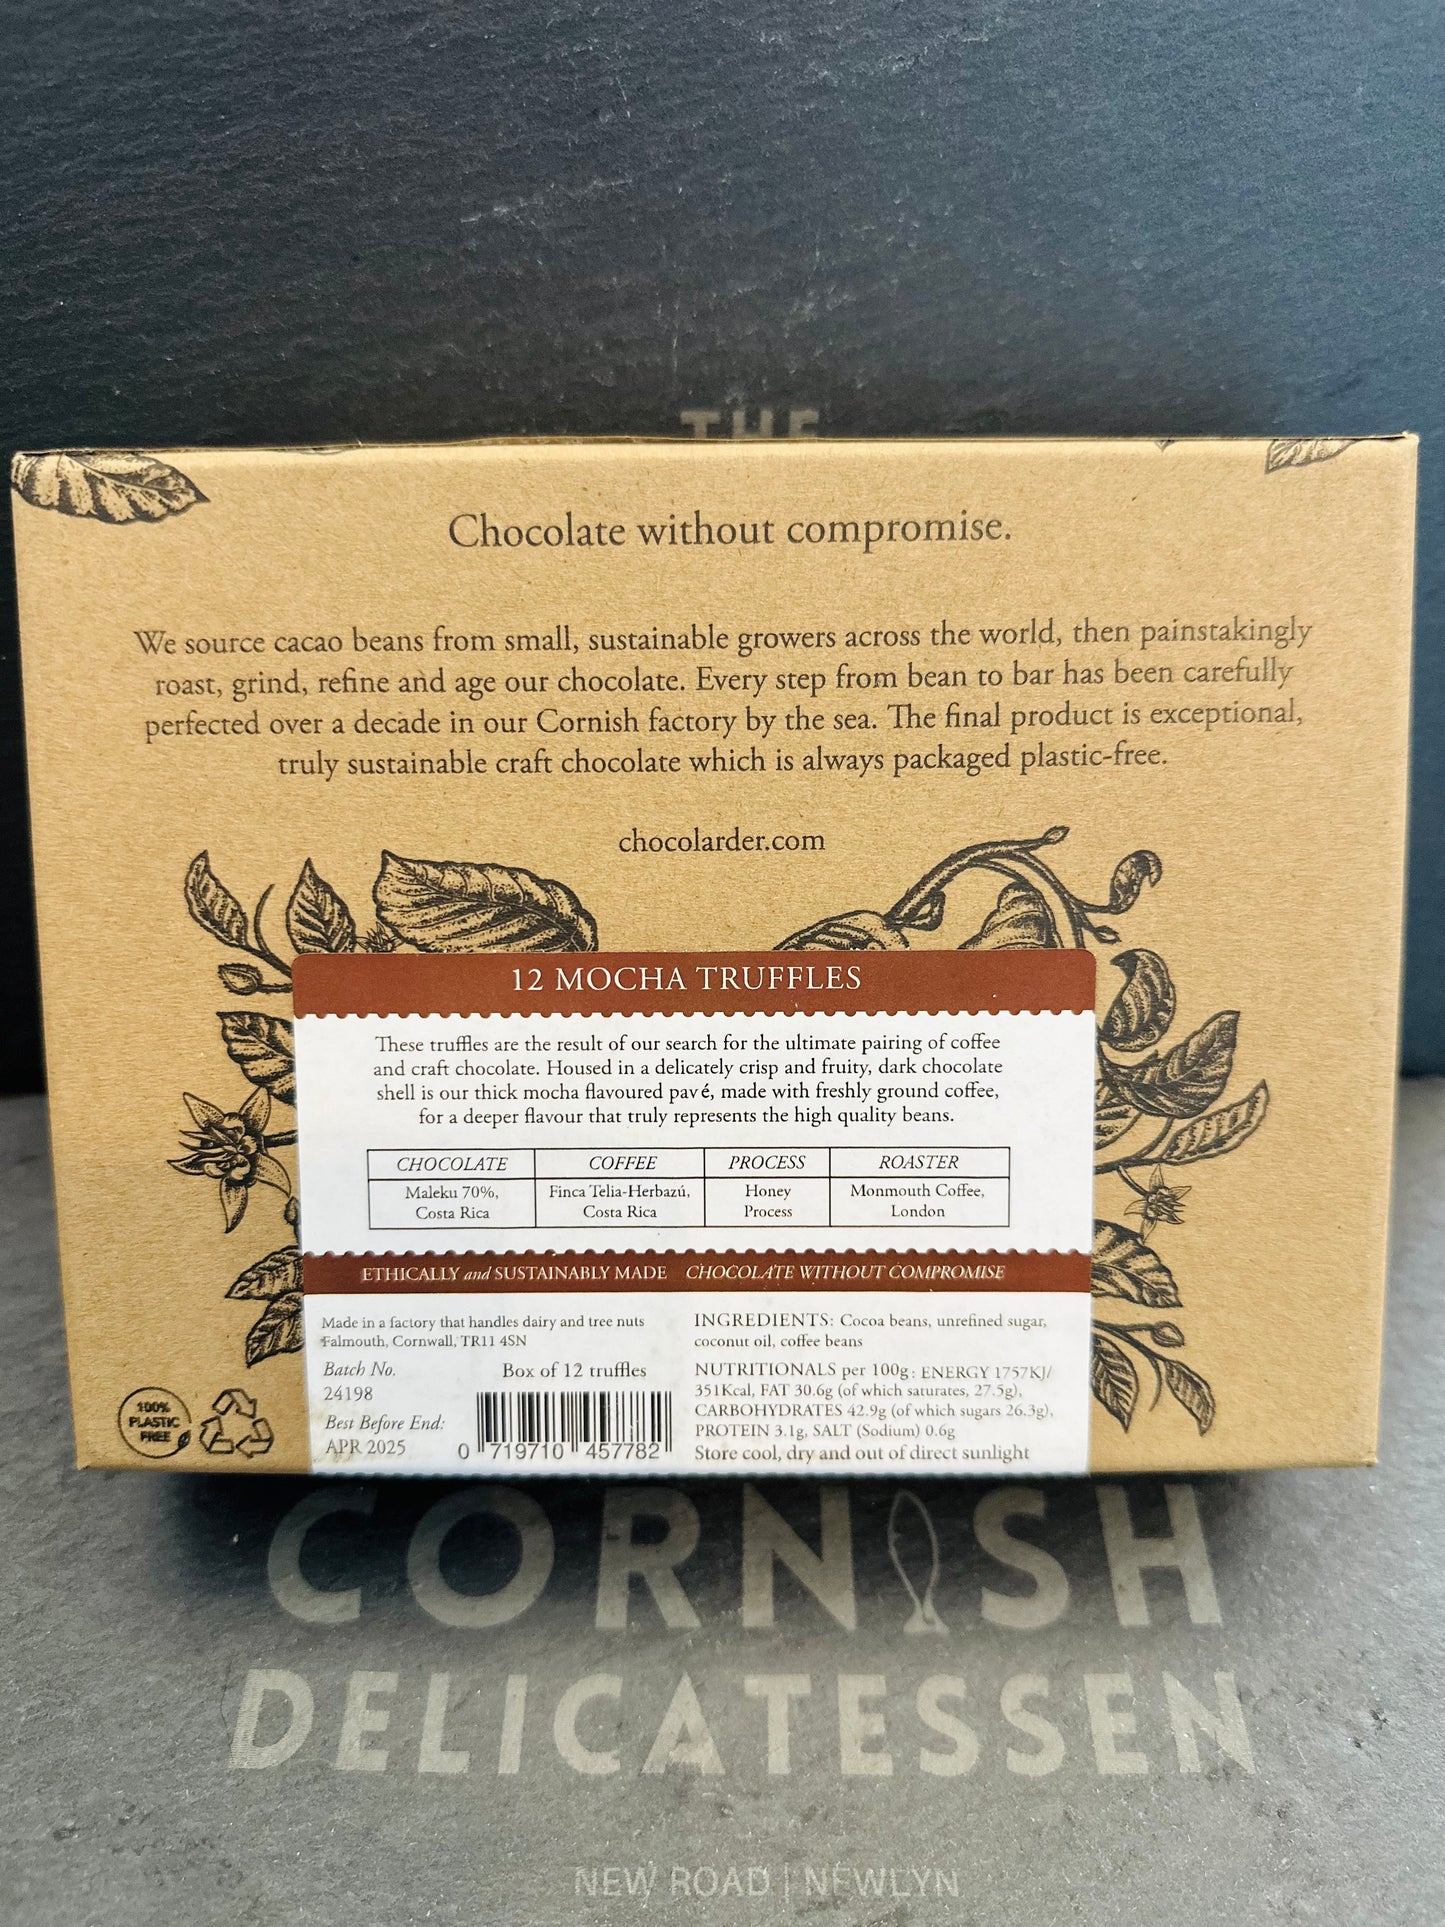 THE
Chocolate without compromise.
We source cacao beans from small, sustainable growers across the world, then painstakingly
roast, grind, refine and age our chocolate. Every step from bean to bar has been carefully
perfected over a decade in our Cornish factory by the sea. The final product is exceptional,
truly sustainable craft chocolate which is always packaged plastic-free.
chocolarder.com
12 MOCHA TRUFFLES
These truffles are the result of our search for the ultimate pairing of coffee
and craft chocolate. Housed in a delicately crisp and fruity, dark chocolate
shell is our thick mocha flavoured pavé, made with freshly ground coffee,
for a deeper flavour that truly represents the high quality beans.
CHOCOLATE COFFEE PROCESS ROASTER
Maleku 70%, Finca Telia-Herbazú, Honey Monmouth Coffee,
Costa Rica Costa Rica Process London
ETHICALLY and SUSTAINABLY MADE CHOCOLATE WITHOUT COMPROMISE
Made in a factory that handles dairy and tree nuts
Falmouth, Cornwall, TR11 4SN
Batch No. Box of 12 truffles
24198
Best Before End:
APR 2025
0 719710 457782
INGREDIENTS: Cocoa beans, unrefined sugar,
coconut oil, coffee beans
NUTRITIONALS per 100g: ENERGY 1757KJ/
351Kcal, FAT 30.6g (of which saturates, 27.5g),
CARBOHYDRATES 42.9g (of which sugars 26.3g),
PROTEIN 3.1g, SALT (Sodium) 0.6g
Store cool, dry and out of direct sunlight
100%
PLASTIC
FREE
CORNISH
DELICATESSEN
NEW ROAD | NEWLYN